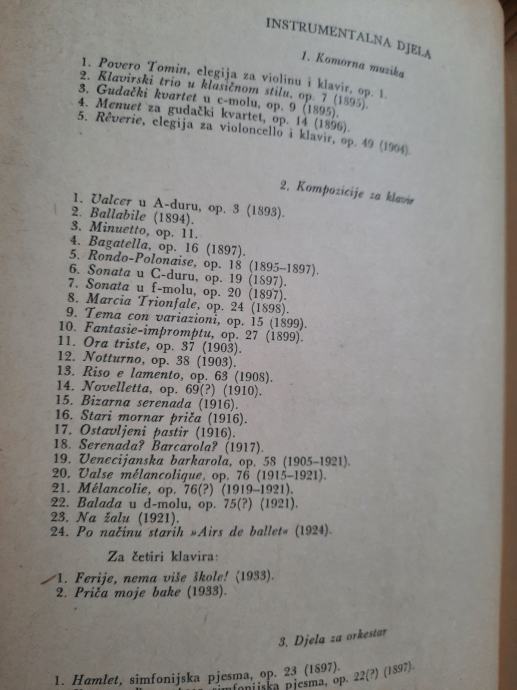 INSTRUMENTALNA DJELA
1. Komorna muzika
1. Povero Tomin, elegija za violinu i klavir, op. 1.
2. Klavirski trio u klasičnom stilu, op. 7 (1895).
3. Gudački kvartet u c-molu, op. 9 (1895).
4. Menuet za gudački kvartet, op. 14 (1896).
5. Rêverie, elegija za violoncello i klavir, op. 49 (1904).
2. Kompozicije za klavir
1. Valcer u A-duru, op. 3 (1893).
2. Ballabile (1894).
3. Minuetto, op. 11.
4. Bagatella, op. 16 (1897).
5. Rondo-Polonaise, op. 18 (1895–1897).
6. Sonata u C-duru, op. 19 (1897).
7. Sonata u f-molu, op. 20 (1897).
8. Marcia Trionfale, op. 24 (1898).
9. Tema con variazioni, op. 15 (1899).
10. Fantasie-impromptu, op. 27 (1899).
11. Ora triste, op. 37 (1903).
12. Notturno, op. 38 (1903).
13. Riso e lamento, op. 63 (1908).
14. Novelletta, op. 69(?) (1910).
15. Bizarna serenada (1916).
16. Stari mornar priča (1916).
17. Ostavljeni pastir (1916).
18. Serenada? Barcarola? (1917).
19. Venecijanska barkarola, op. 58 (1905–1921).
20. Valse mélancolique, op. 76 (1915–1921).
21. Mélancolie, op. 76(?) (1919–1921).
22. Balada u d-molu, op. 75(?) (1921).
23. Na žalu (1921).
24. Po načinu starih »Airs de ballet« (1924).
Za četiri klavira:
1. Ferije, nema više škole! (1933).
2. Priča moje bake (1933).
3. Djela za orkestar
1. Hamlet, simfonijska pjesma, op. 23 (1897).
simfonijska pjesma, op. 22(?) (1897).